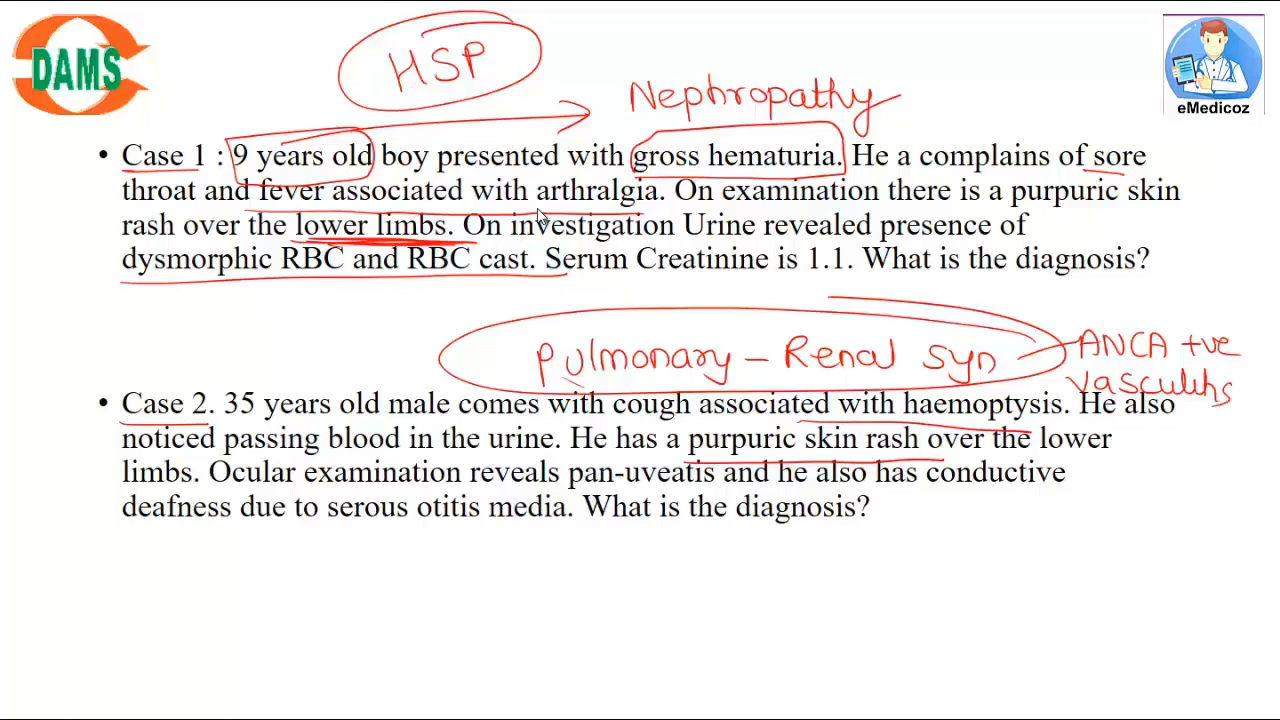 HSP
DAMS
eMedicoz
Nephropathy
• Case 1 : 9 years old boy presented with gross hematuria. He a complains of sore
throat and fever associated with arthralgia. On examination there is a purpuric skin
rash over the lower limbs. On investigation Urine revealed presence of
dysmorphic RBC and RBC cast. Serum Creatinine is 1.1. What is the diagnosis?
Pulmonary - Renal Syn
ANCA +ve
vasculitis
• Case 2. 35 years old male comes with cough associated with haemoptysis. He also
noticed passing blood in the urine. He has a purpuric skin rash over the lower
limbs. Ocular examination reveals pan-uveatis and he also has conductive
deafness due to serous otitis media. What is the diagnosis?